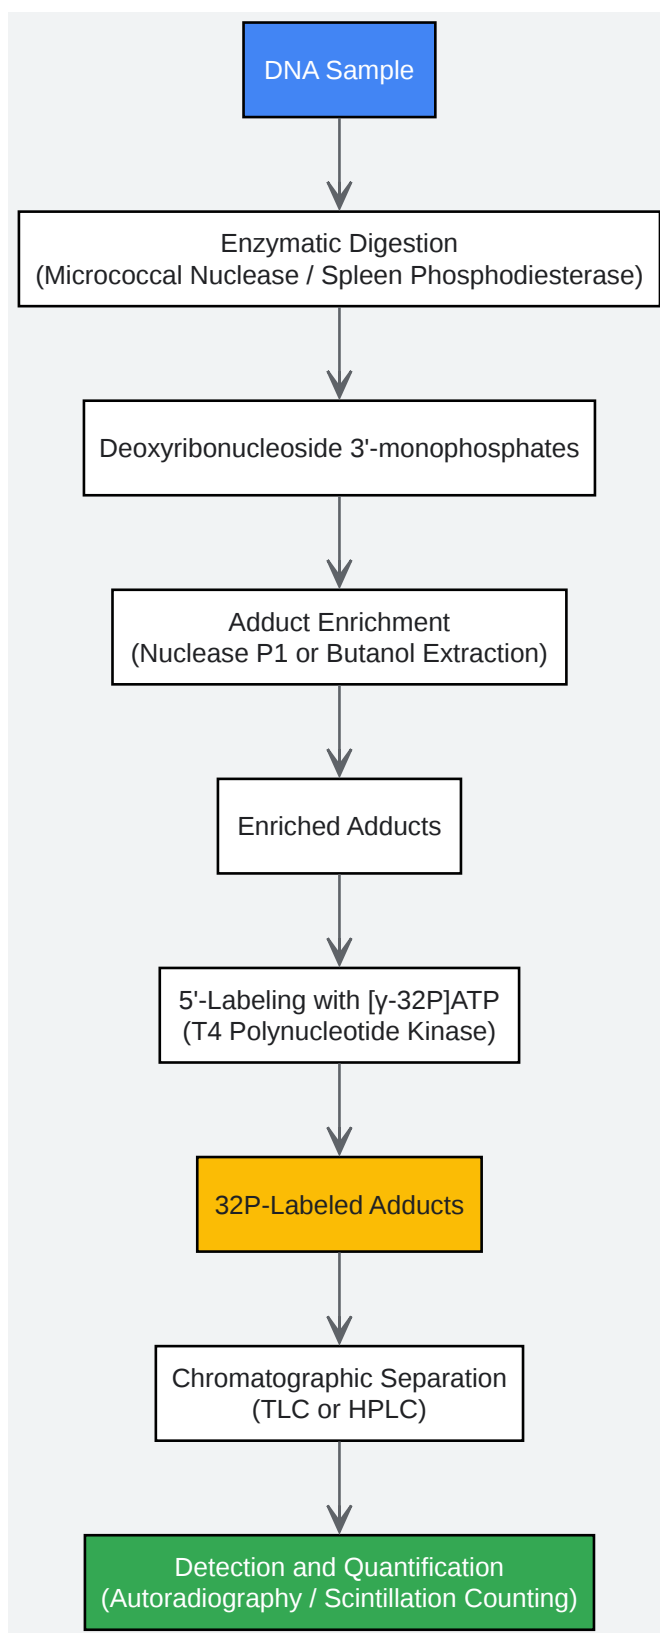 DNA Sample
Enzymatic Digestion
(Micrococcal Nuclease / Spleen Phosphodiesterase)
Deoxyribonucleoside 3'-monophosphates
Adduct Enrichment
(Nuclease P1 or Butanol Extraction)
Enriched Adducts
5'-Labeling with [γ-32P]ATP
(T4 Polynucleotide Kinase)
32P-Labeled Adducts
Chromatographic Separation
(TLC or HPLC)
Detection and Quantification
(Autoradiography / Scintillation Counting)